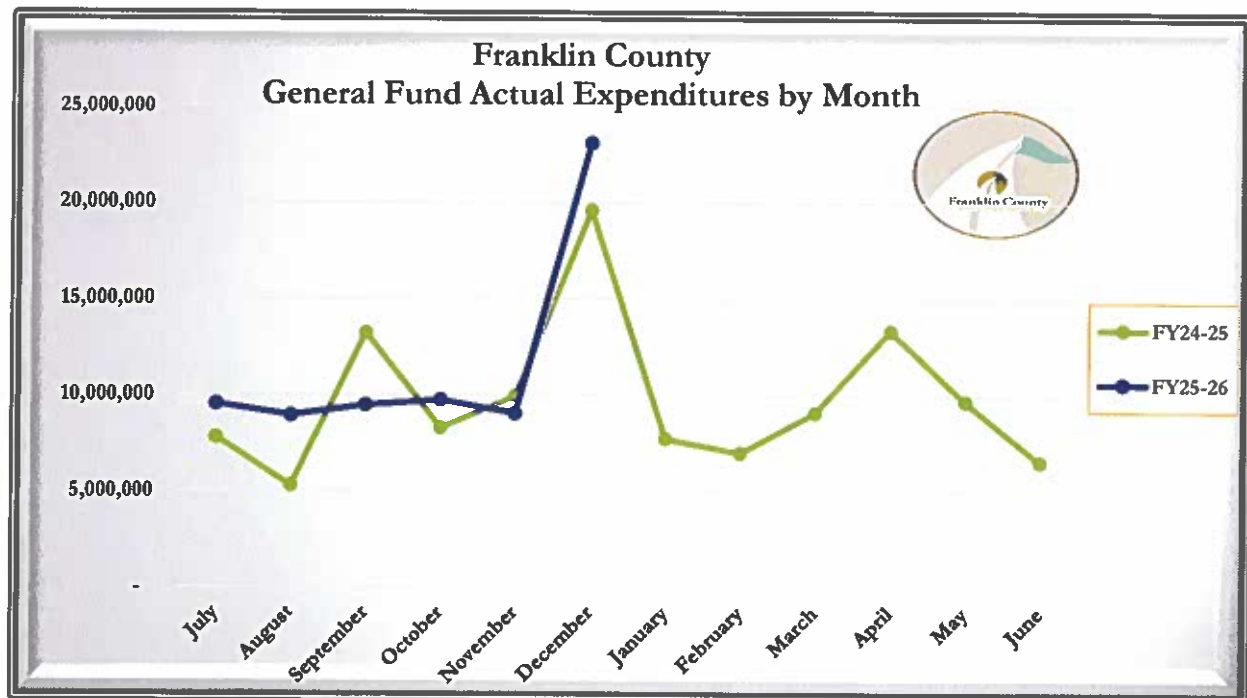 Franklin County
General Fund Actual Expenditures by Month
25,000,000
20,000,000
15,000,000
10,000,000
5,000,000
-
July
August
September
October
November
December
January
February
March
April
May
June
FY24-25
FY25-26
Franklin County